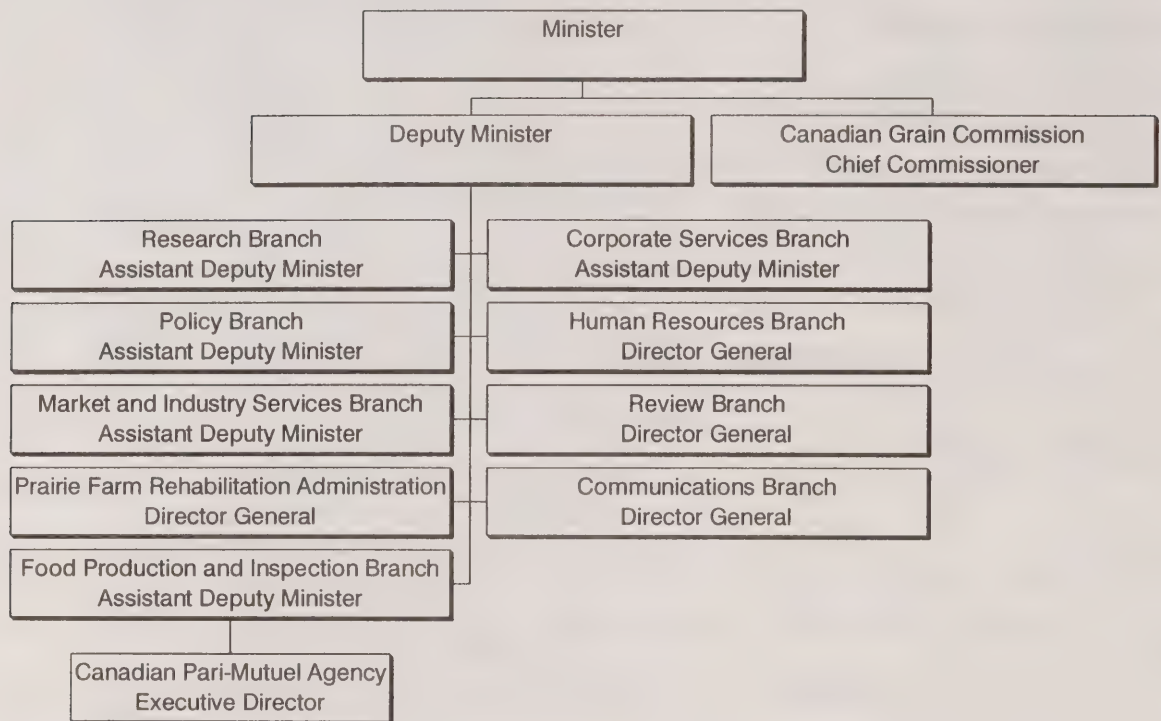 Minister
Deputy Minister
Canadian Grain Commission
Chief Commissioner
Research Branch
Assistant Deputy Minister
Corporate Services Branch
Assistant Deputy Minister
Policy Branch
Assistant Deputy Minister
Human Resources Branch
Director General
Market and Industry Services Branch
Assistant Deputy Minister
Review Branch
Director General
Prairie Farm Rehabilitation Administration
Director General
Communications Branch
Director General
Food Production and Inspection Branch
Assistant Deputy Minister
Canadian Pari-Mutuel Agency
Executive Director